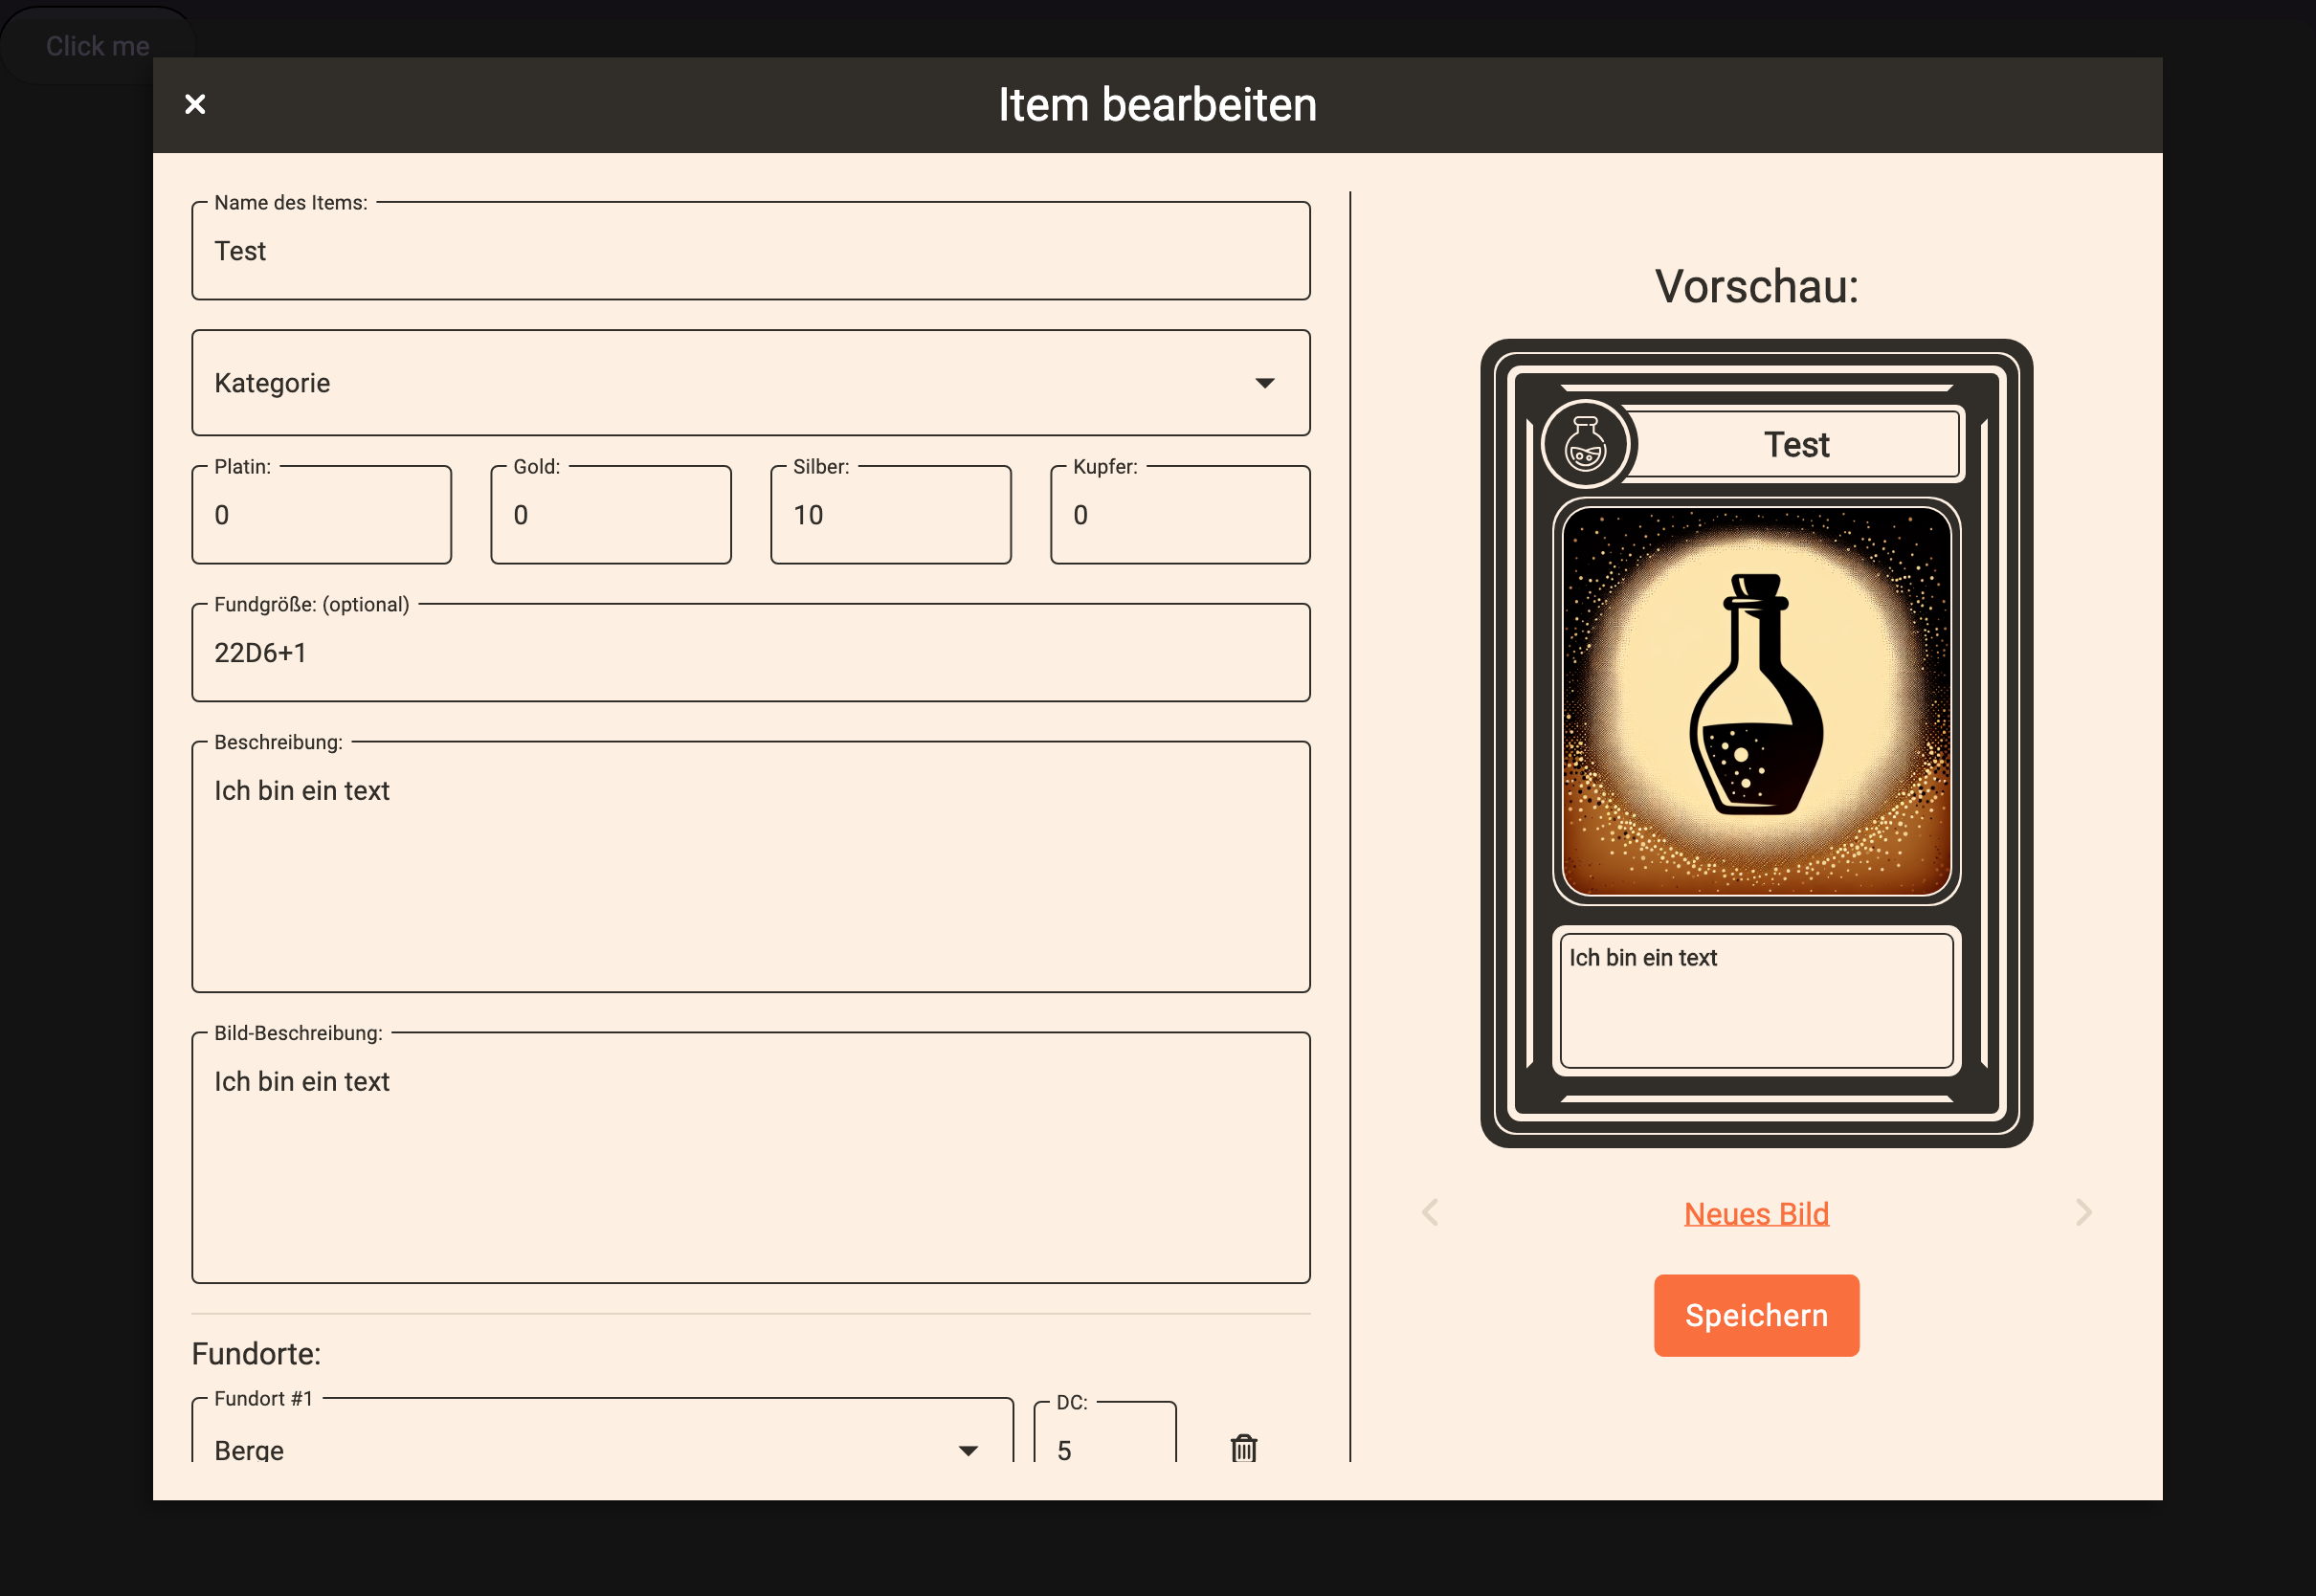 Click me
Item bearbeiten
Name des Items:
Test
Kategorie
Platin:
0
Gold:
0
Silber:
10
Kupfer:
0
Fundgröße: (optional)
22D6+1
Beschreibung:
Ich bin ein text
Bild-Beschreibung:
Ich bin ein text
Fundorte:
Fundort #1
Berge
DC:
5
Vorschau:
Test
Ich bin ein text
Neues Bild
Speichern